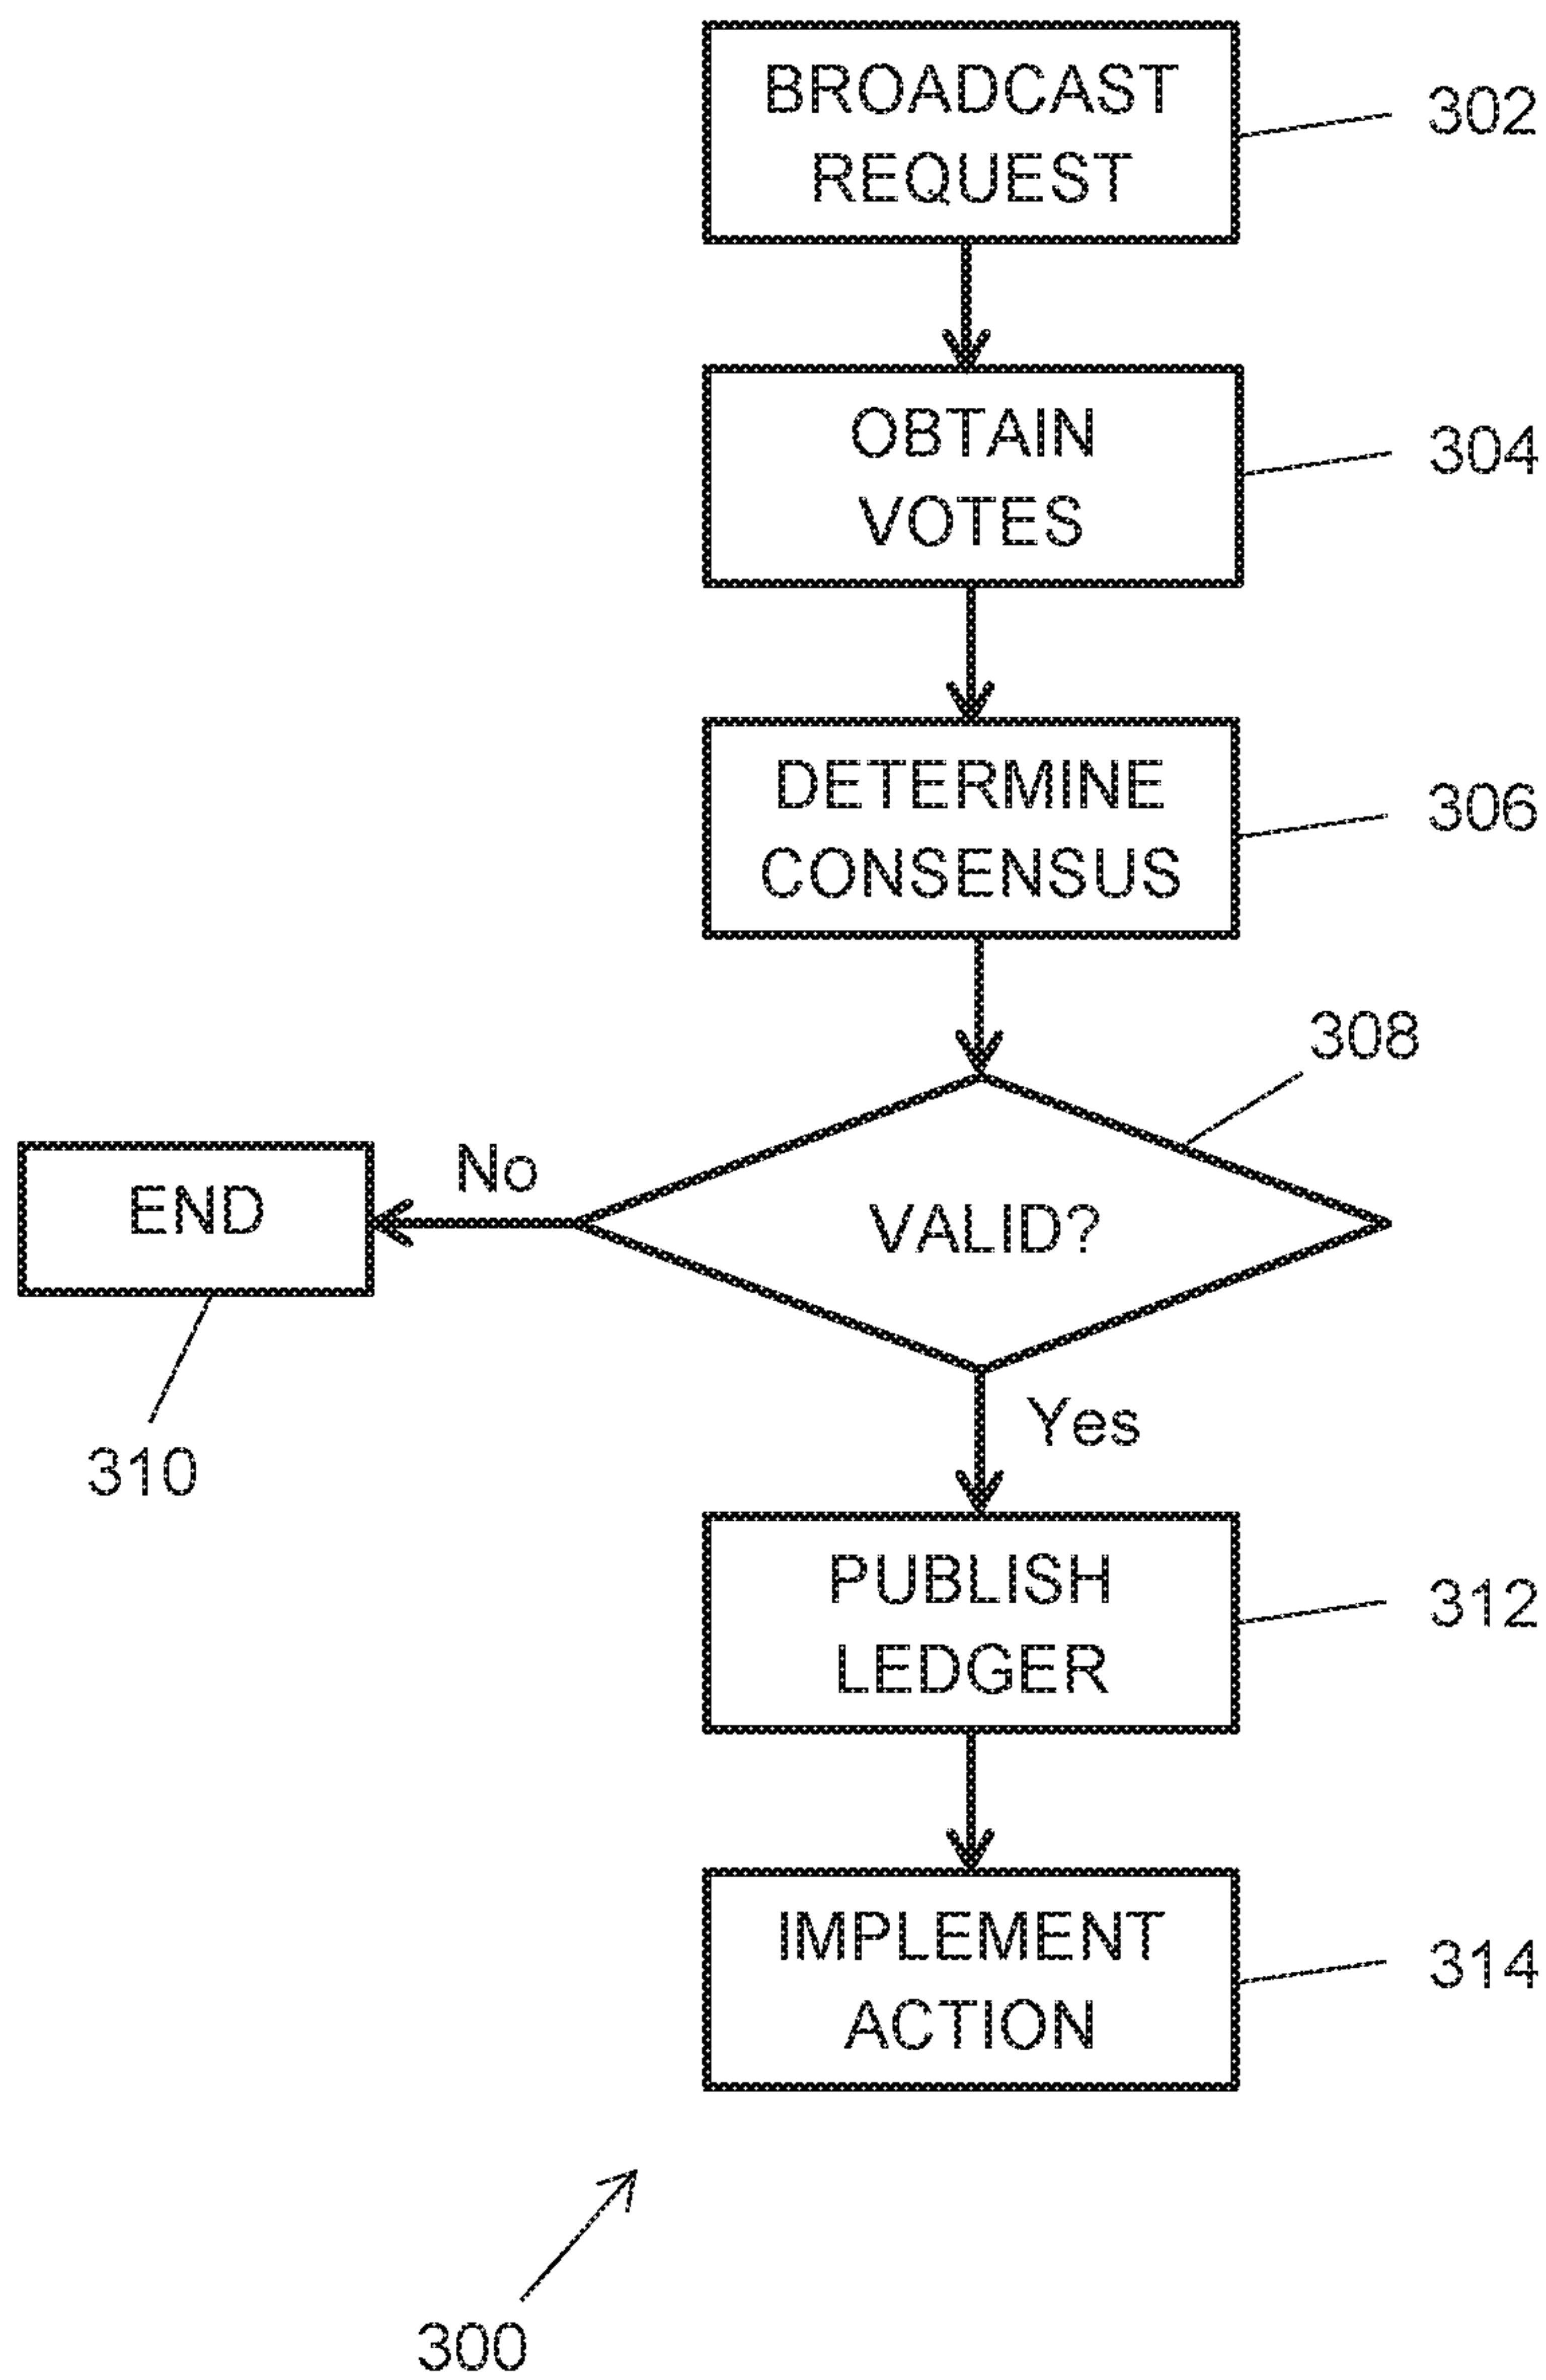 BROADCAST
REQUEST
302
OBTAIN
VOTES
304
DETERMINE
CONSENSUS
306
308
VALID?
No
END
310
Yes
PUBLISH
LEDGER
312
IMPLEMENT
ACTION
314
300